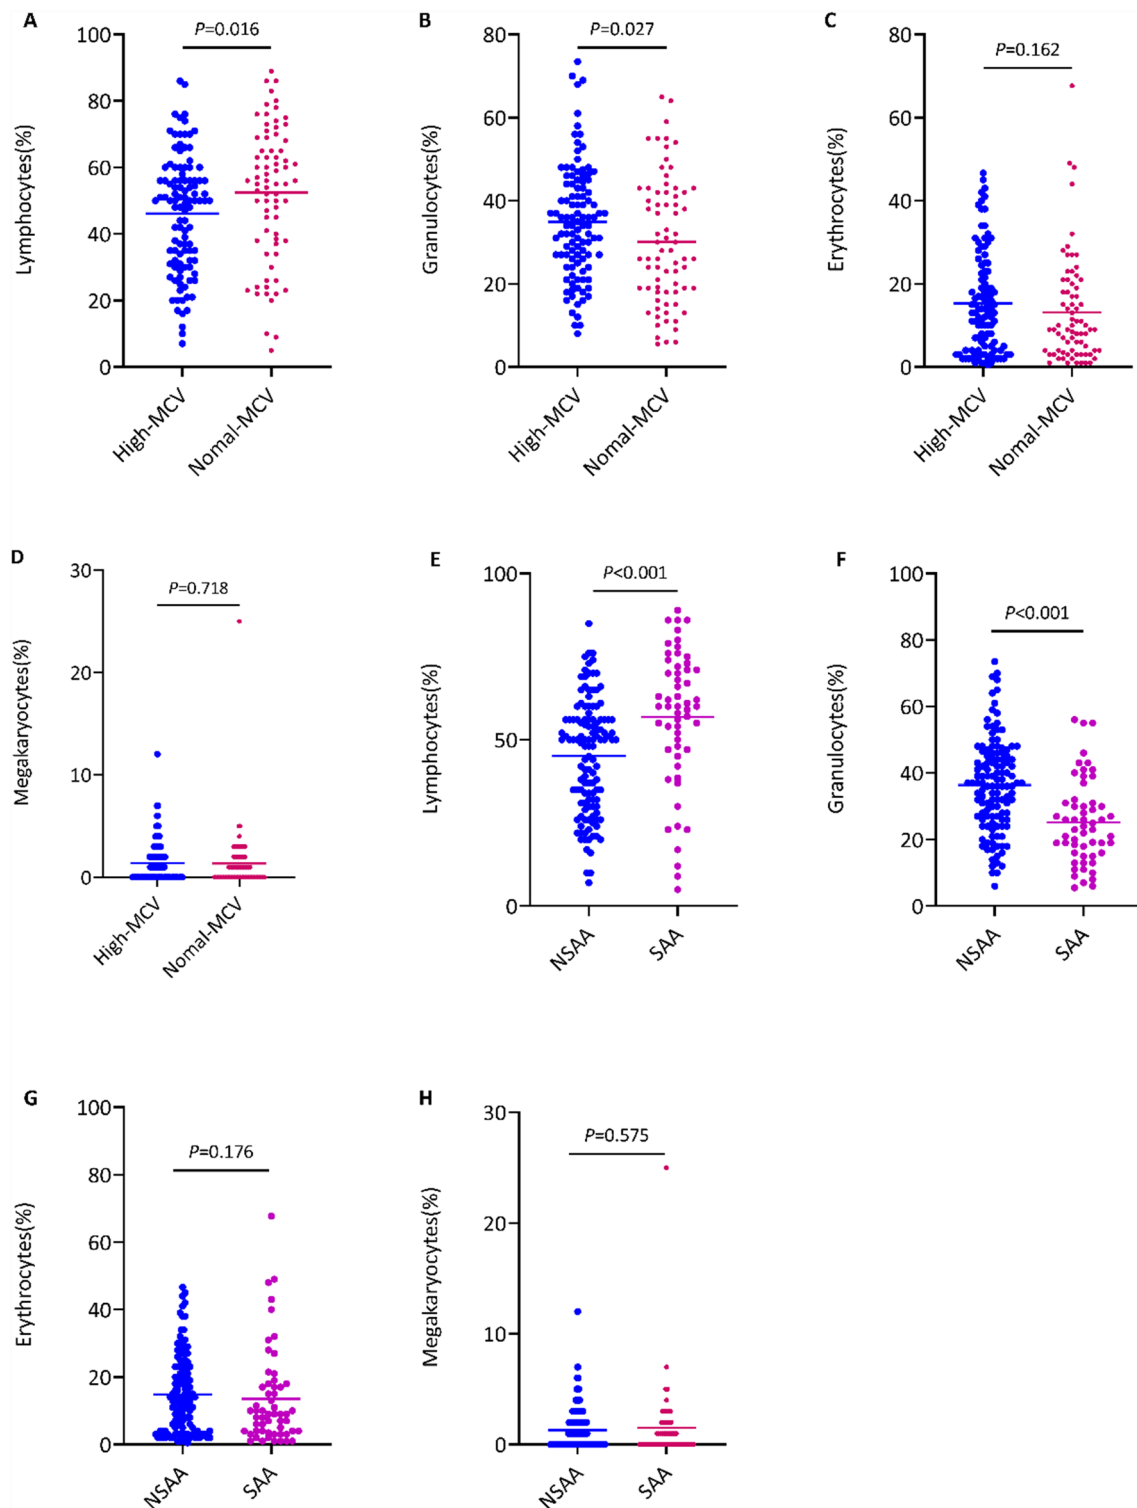 A
P=0.016
Lymphocytes(%)
100
80
60
40
20
0
High-MCV
Nomal-MCV
B
P=0.027
Granulocytes(%)
80
60
40
20
0
High-MCV
Nomal-MCV
C
P=0.162
Erythrocytes(%)
80
60
40
20
0
High-MCV
Nomal-MCV
D
P=0.718
Megakaryocytes(%)
30
20
10
0
High-MCV
Nomal-MCV
E
P<0.001
Lymphocytes(%)
100
50
0
NSAA
SAA
F
P<0.001
Granulocytes(%)
100
80
60
40
20
0
NSAA
SAA
G
P=0.176
Erythrocytes(%)
100
80
60
40
20
0
NSAA
SAA
H
P=0.575
Megakaryocytes(%)
30
20
10
0
NSAA
SAA